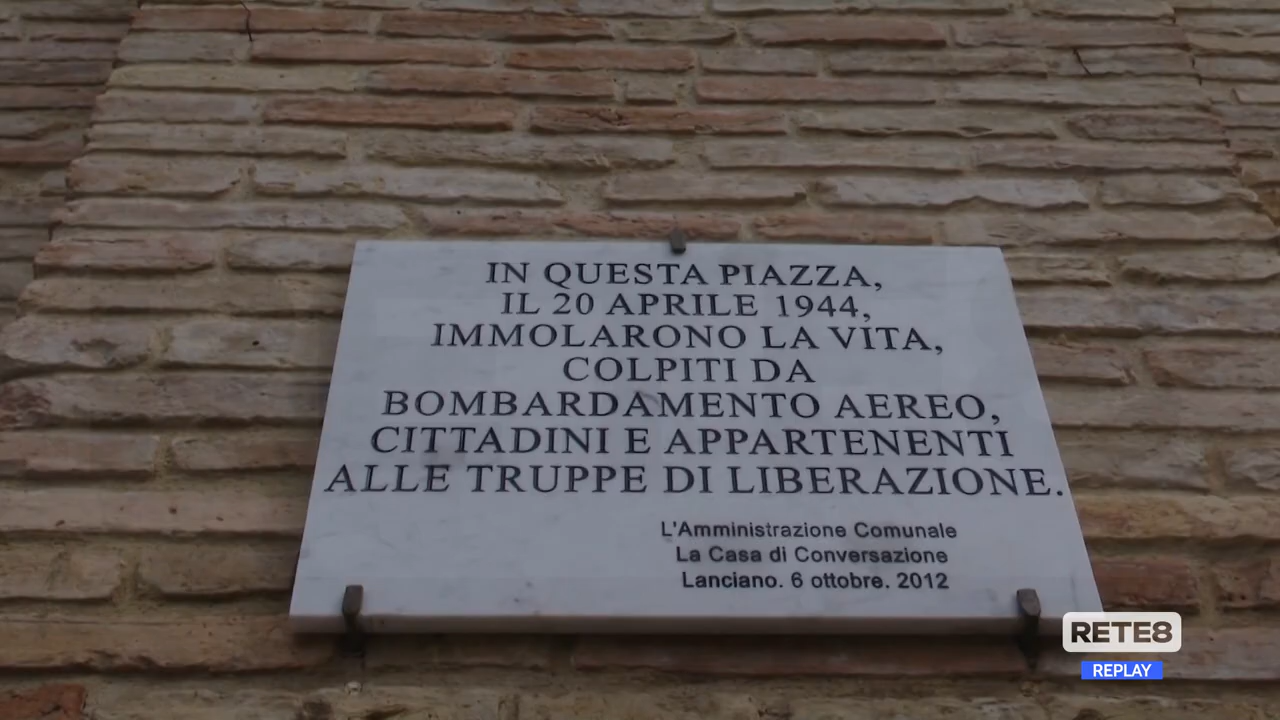 IN QUESTA PIAZZA,
IL 20 APRILE 1944,
IMMOLARONO LA VITA,
COLPITI DA
BOMBARDAMENTO AEREO,
CITTADINI E APPARTENENTI
ALLE TRUPPE DI LIBERAZIONE.
L'Amministrazione Comunale
La Casa di Conversazione
Lanciano. 6 ottobre. 2012
RETE8
REPLAY